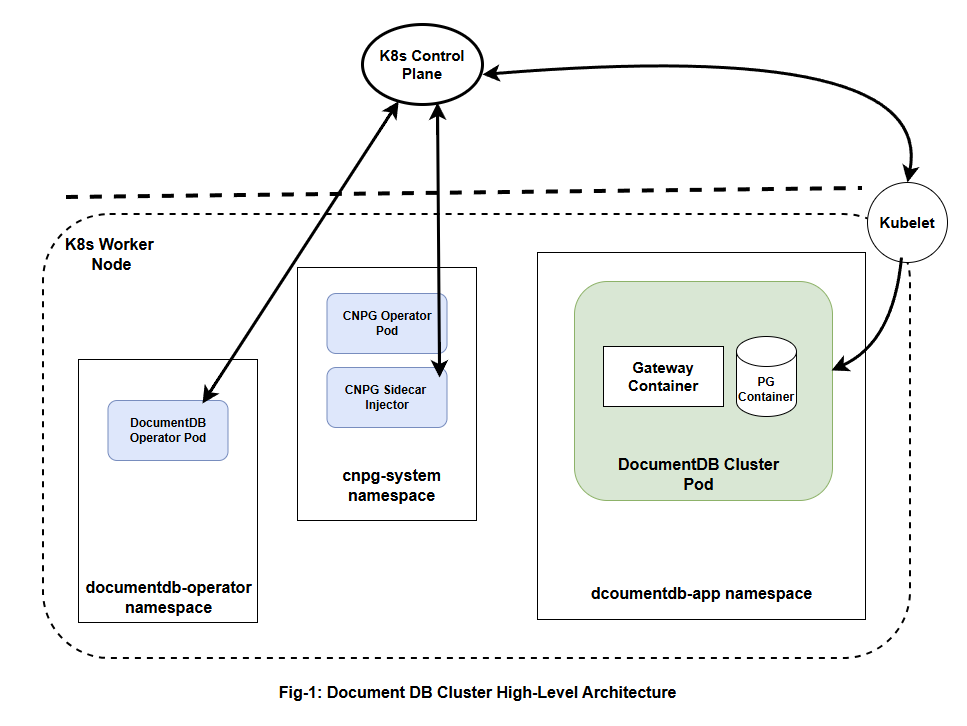 K8s Control
Plane
Kubelet
K8s Worker
Node
CNPG Operator
Pod
CNPG Sidecar
Injector
cnpg-system
namespace
DocumentDB
Operator Pod
documentdb-operator
namespace
Gateway
Container
PG
Container
DocumentDB Cluster
Pod
dcoumentdb-app namespace
Fig-1: Document DB Cluster High-Level Architecture